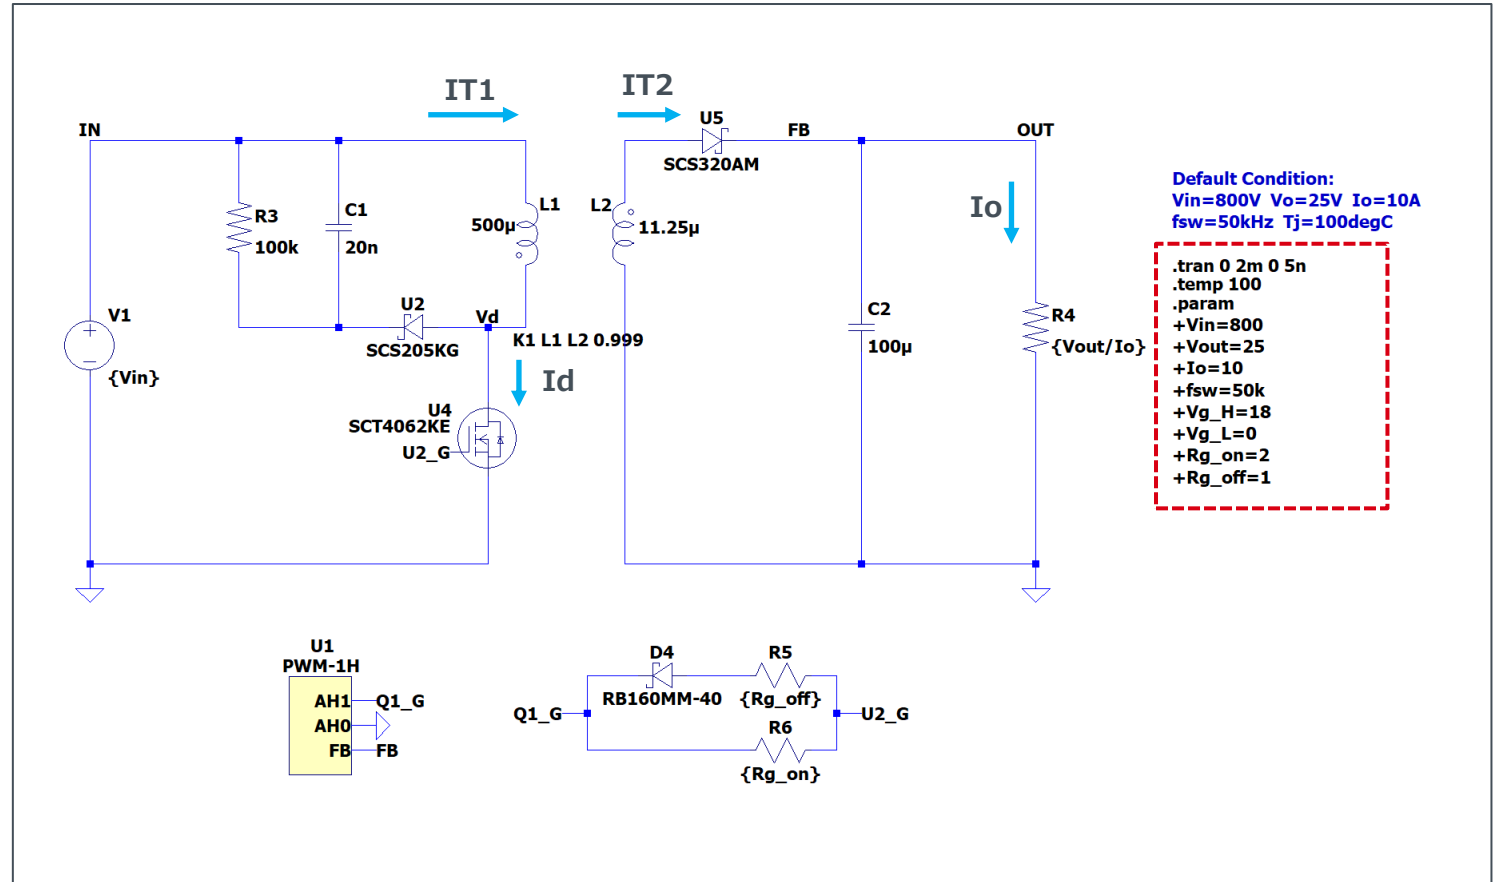 IT1
IT2
IN
U5
FB
OUT
SCS320AM
Default Condition:
Vin=800V Vo=25V Io=10A
fsw=50kHz Tj=100degC
R3
100k
C1
20n
L1
500µ
L2
11.25µ
Io
.tran 0 2m 0 5n
.temp 100
.param
+Vin=800
+Vout=25
+Io=10
+fsw=50k
+Vg_H=18
+Vg_L=0
+Rg_on=2
+Rg_off=1
V1
+
−
{Vin}
U2
SCS205KG
Vd
K1 L1 L2 0.999
C2
100µ
R4
{Vout/Io}
Id
U4
SCT4062KE
U2_G
U1
PWM-1H
AH1
Q1_G
AH0
FB
FB
D4
RB160MM-40
R5
{Rg_off}
Q1_G
U2_G
R6
{Rg_on}